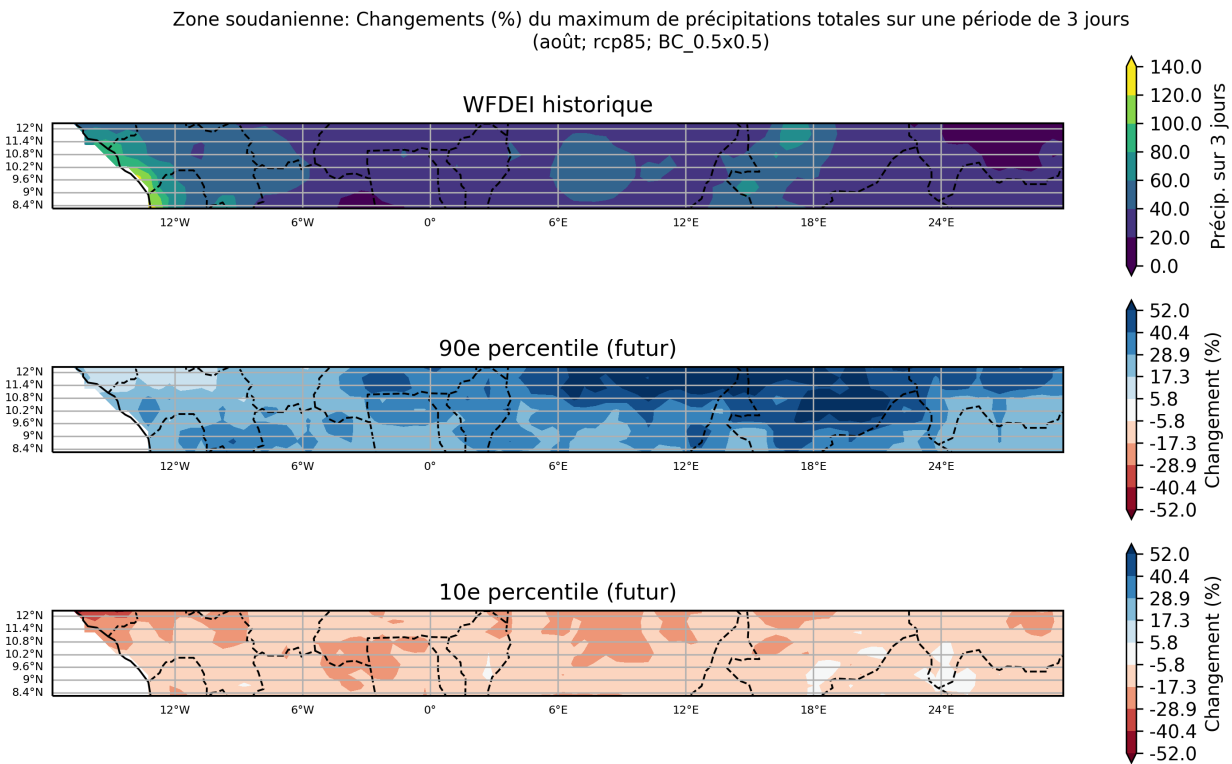 Zone soudanienne: Changements (%) du maximum de précipitations totales sur une période de 3 jours
(août; rcp85; BC_0.5x0.5)
WFDEI historique
12°N
11.4°N
10.8°N
10.2°N
9.6°N
9°N
8.4°N
12°W
6°W
0°
6°E
12°E
18°E
24°E
140.0
120.0
100.0
80.0
60.0
40.0
20.0
0.0
Précip. sur 3 jours
90e percentile (futur)
12°N
11.4°N
10.8°N
10.2°N
9.6°N
9°N
8.4°N
12°W
6°W
0°
6°E
12°E
18°E
24°E
52.0
40.4
28.9
17.3
5.8
-5.8
-17.3
-28.9
-40.4
-52.0
Changement (%)
10e percentile (futur)
12°N
11.4°N
10.8°N
10.2°N
9.6°N
9°N
8.4°N
12°W
6°W
0°
6°E
12°E
18°E
24°E
52.0
40.4
28.9
17.3
5.8
-5.8
-17.3
-28.9
-40.4
-52.0
Changement (%)